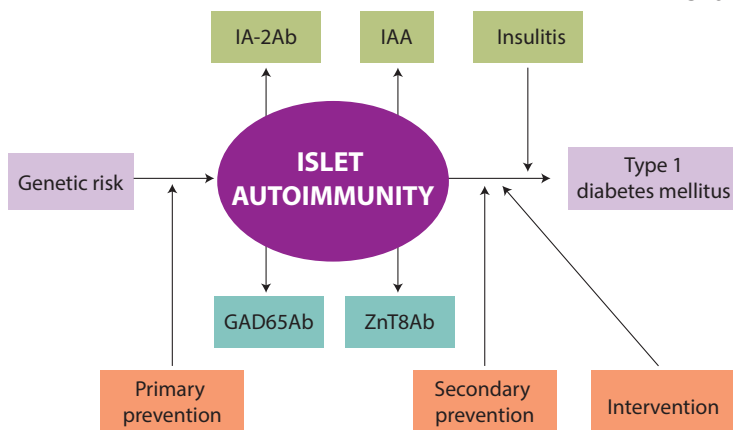 IA-2Ab
IAA
Insulitis
Genetic risk
ISLET
AUTOIMMUNITY
Type 1
diabetes mellitus
GAD65Ab
ZnT8Ab
Primary
prevention
Secondary
prevention
Intervention